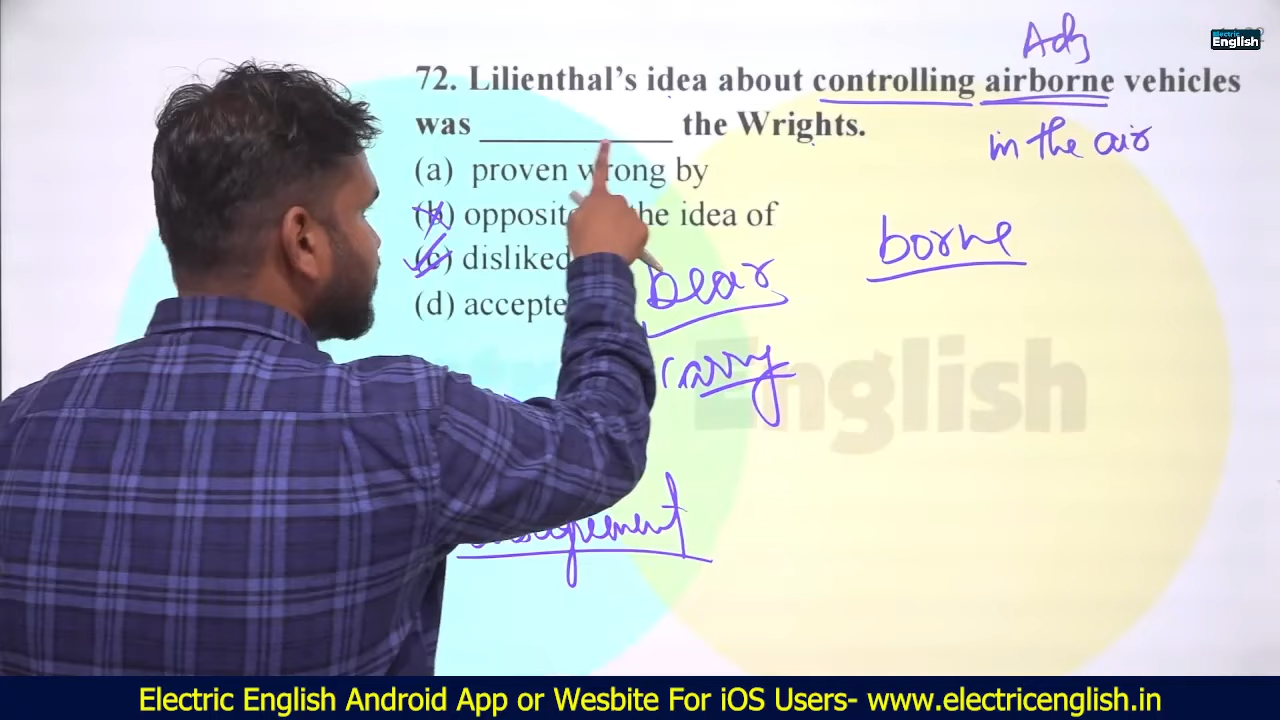 Adj
Electric
English
72. Lilienthal's idea about controlling airborne vehicles
was __________ the Wrights.
in the air
(a) proven wrong by
(b) opposite the idea of
borne
(c) disliked
bear
(d) accepte
carry
English
Electric English Android App or Wesbite For iOS Users- www.electricenglish.in